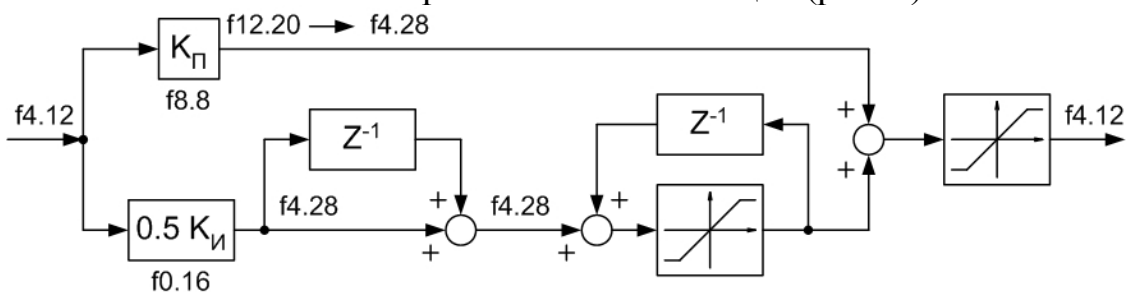 f12.20 f4.28
Kп
f4.12
f8.8
+
Z⁻¹
Z⁻¹
f4.12
+
+
f4.28
f4.28
+
0.5 Kи
+
+
f0.16